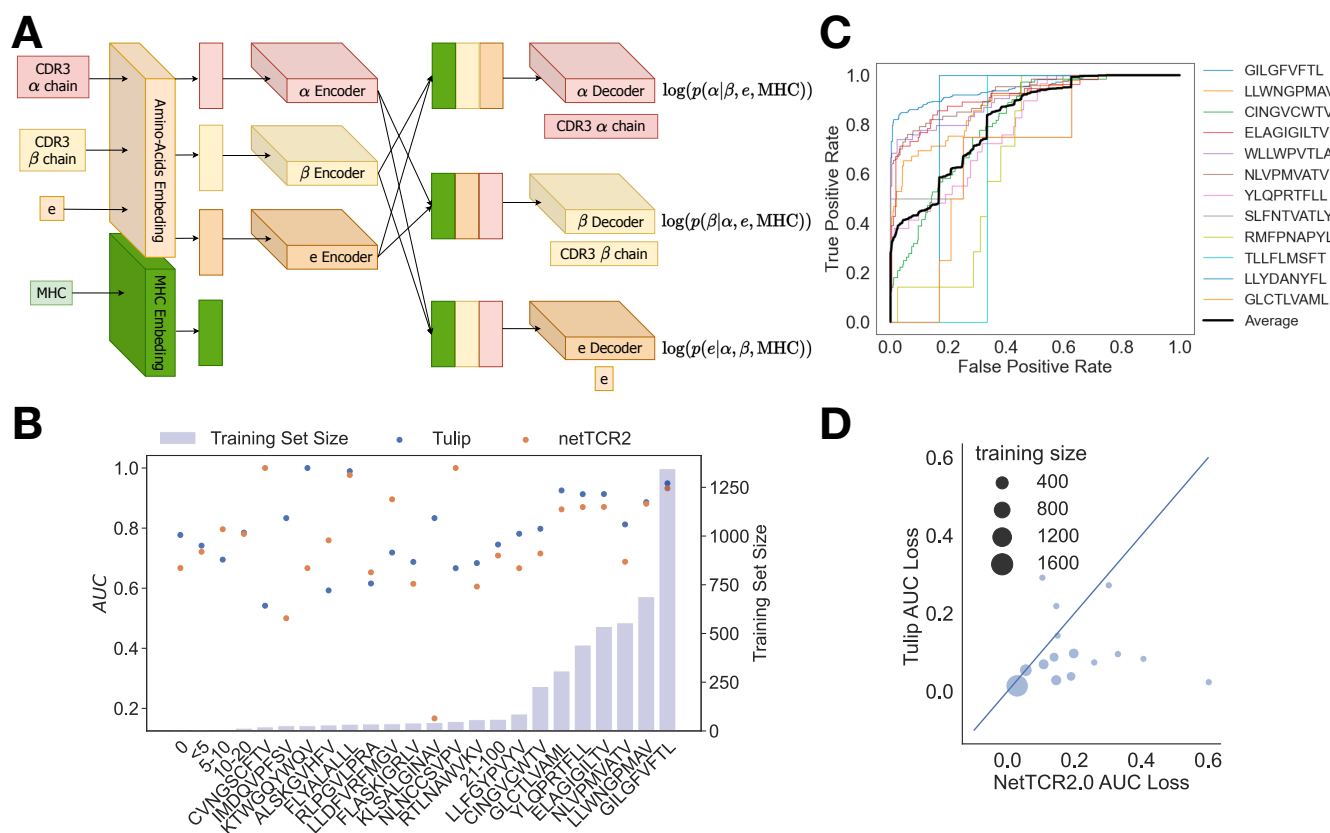 A
CDR3
α chain
CDR3
β chain
e
MHC
Amino-Acids Embeding
MHC Embeding
α Encoder
β Encoder
e Encoder
α Decoder
CDR3 α chain
β Decoder
CDR3 β chain
e Decoder
e
log(p(α|β, e, MHC))
log(p(β|α, e, MHC))
log(p(e|α, β, MHC))
C
True Positive Rate
1.0
0.8
0.6
0.4
0.2
0.0
0.0 0.2 0.4 0.6 0.8 1.0
False Positive Rate
GILGFVFTL
LLWNGPMAV
CINGVCWTV
ELAGIGILTV
WLLWPVTLA
NLVPMVATV
YLQPRTFLL
SLFNTVATLY
RMFPNAPYL
TLLFLMSFT
LLYDANYFL
GLCTLVAML
Average
B
Training Set Size Tulip netTCR2
AUC
1.0
0.8
0.6
0.4
0.2
Training Set Size
1250
1000
750
500
250
0
0
<5
5-10
10-20
CVNGSCFTV
IMDQVPFSV
KTWGQYWQV
ALSKGVHFV
FLYALALLL
RLPGVLPRA
LLDFVRFMGV
FLASKIGRLV
KLSALGINAV
NLNCCSVPV
RTLNAWVKV
21-100
LLFGYPVYV
CINGVCWTV
GLCTLVAML
YLQPRTFLL
ELAGIGILTV
NLVPMVATV
LLWNGPMAV
GILGFVFTL
D
Tulip AUC Loss
0.6
0.4
0.2
0.0
training size
400
800
1200
1600
0.0 0.2 0.4 0.6
NetTCR2.0 AUC Loss